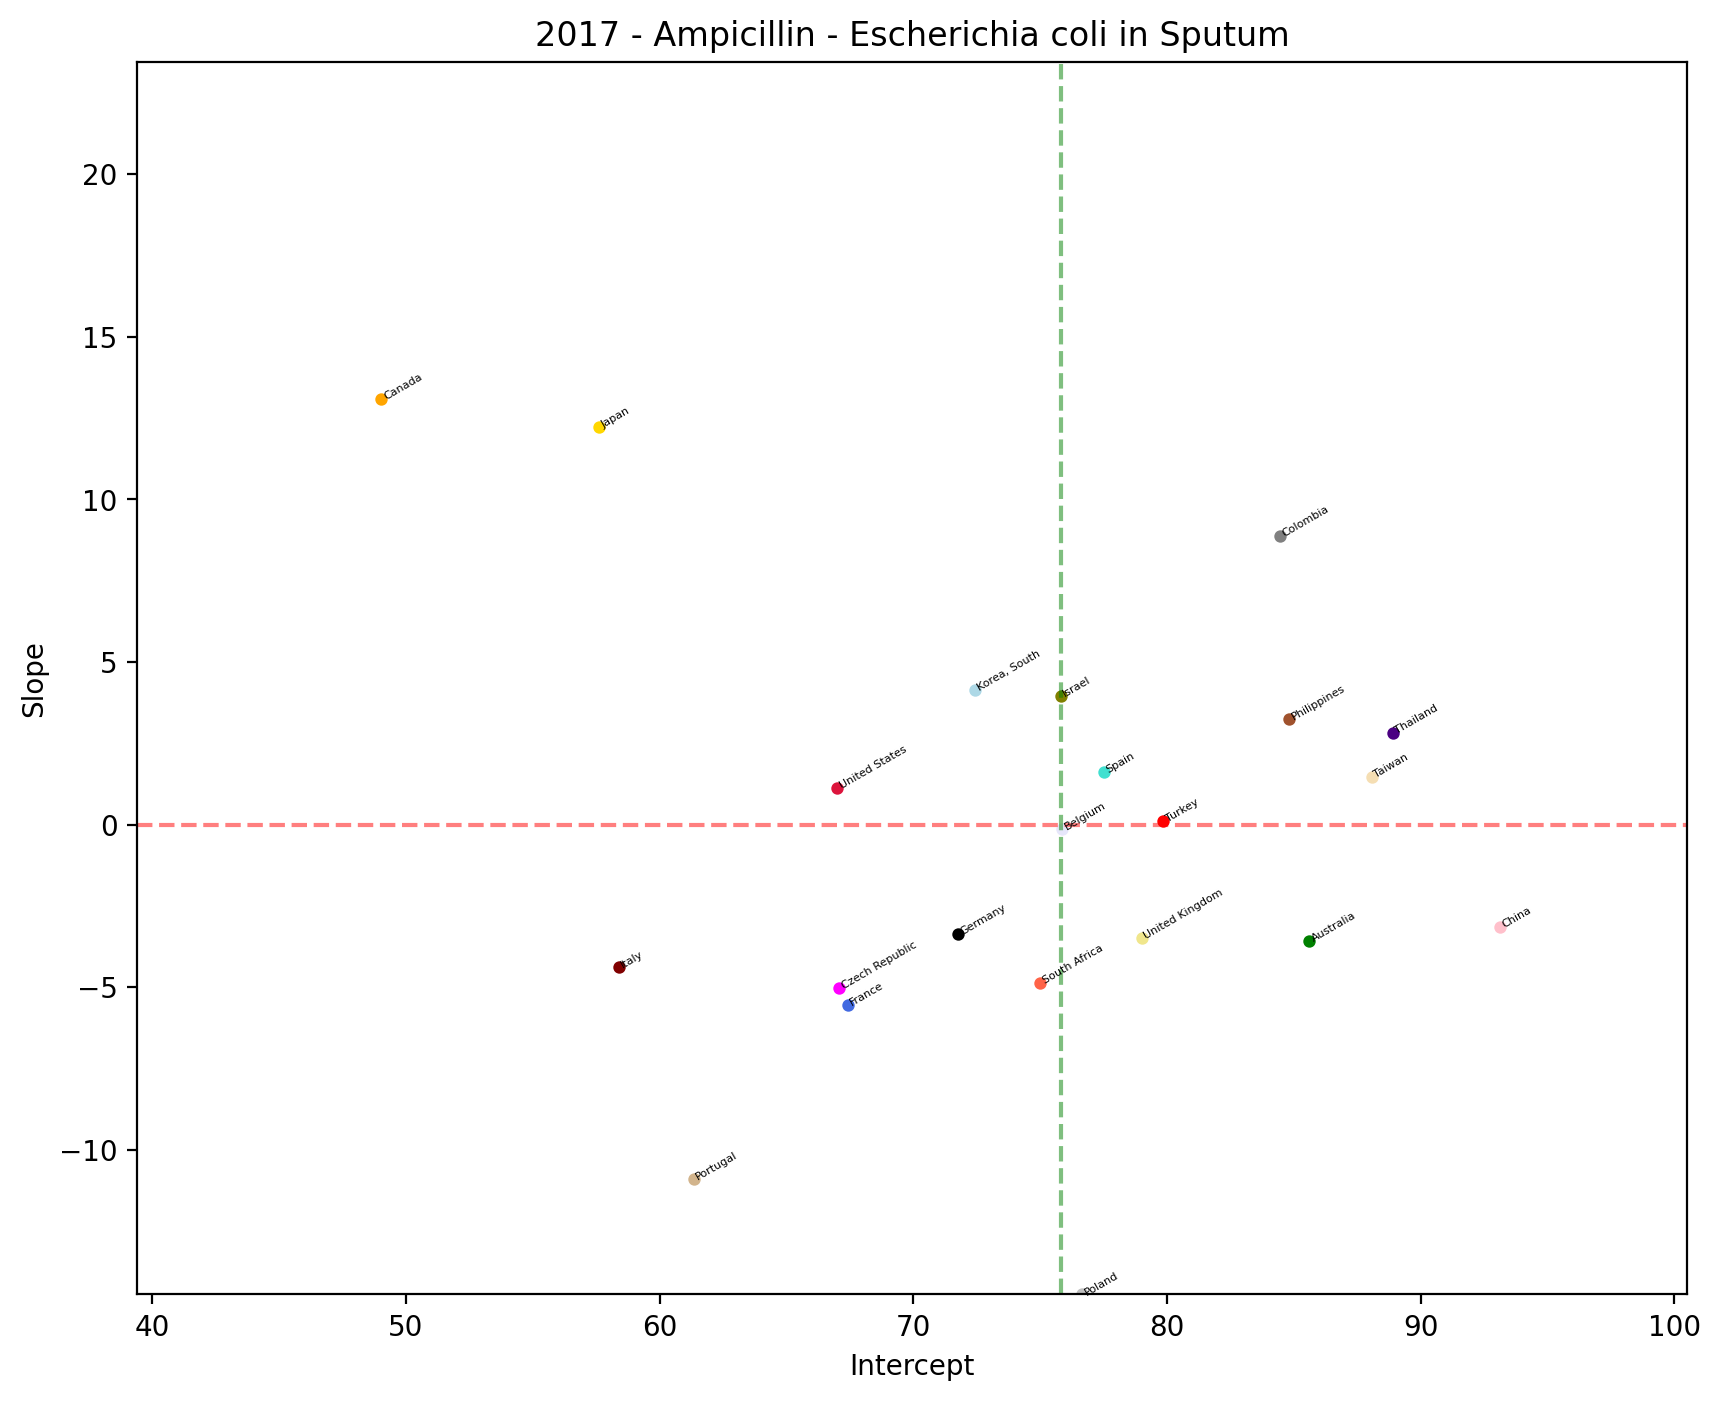 2017 - Ampicillin - Escherichia coli in Sputum
Slope
20
15
10
5
0
−5
−10
Canada
Japan
Colombia
Korea, South
Israel
Philippines
Thailand
United States
Spain
Taiwan
Belgium
Turkey
Germany
United Kingdom
Australia
China
Italy
Czech Republic
South Africa
France
Portugal
Poland
40
50
60
70
80
90
100
Intercept